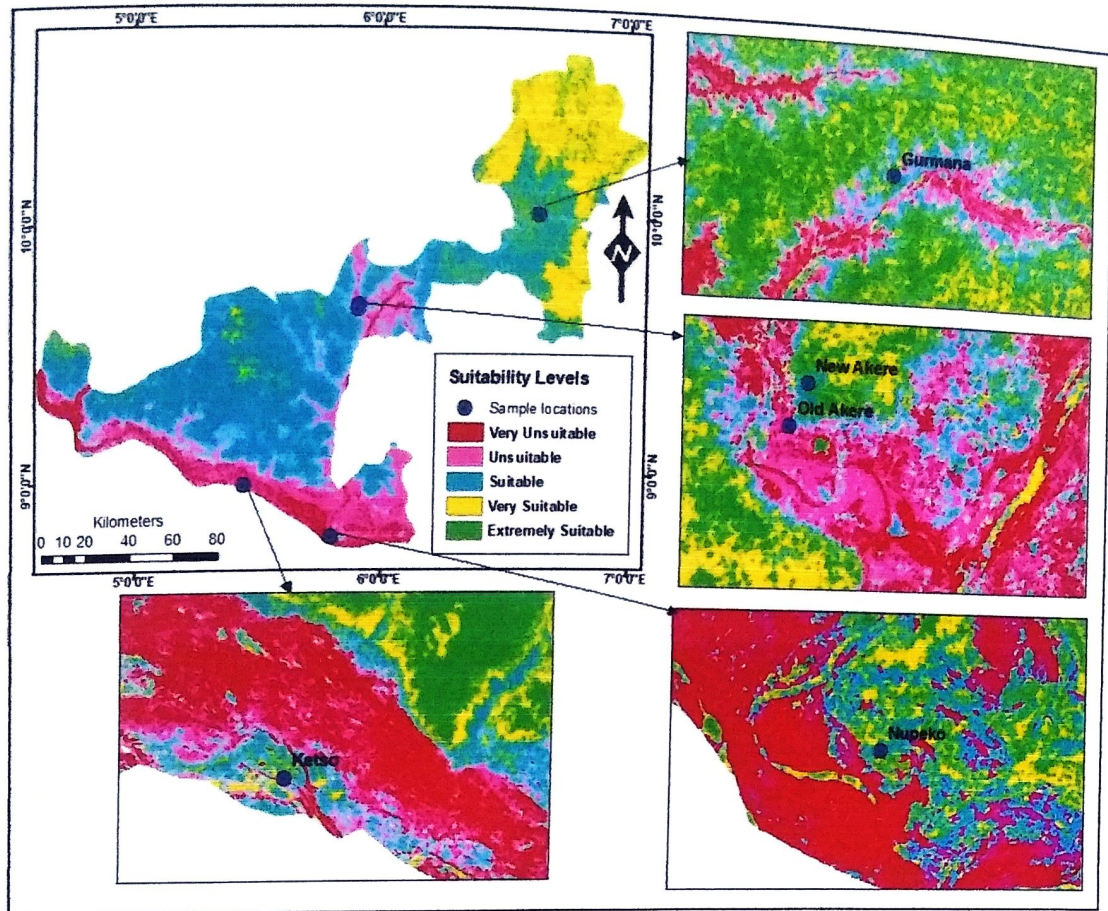 5°0'0"E 6°0'0"E 7°0'0"E
10°0'0"N
10°0'0"N
9°0'0"N
9°0'0"N
N
Suitability Levels
Sample locations
Very Unsuitable
Unsuitable
Suitable
Very Suitable
Extremely Suitable
Kilometers
0 10 20 40 60 80
5°0'0"E 6°0'0"E 7°0'0"E
Gurmana
New Akere
Old Akere
Ketso
Nupeko